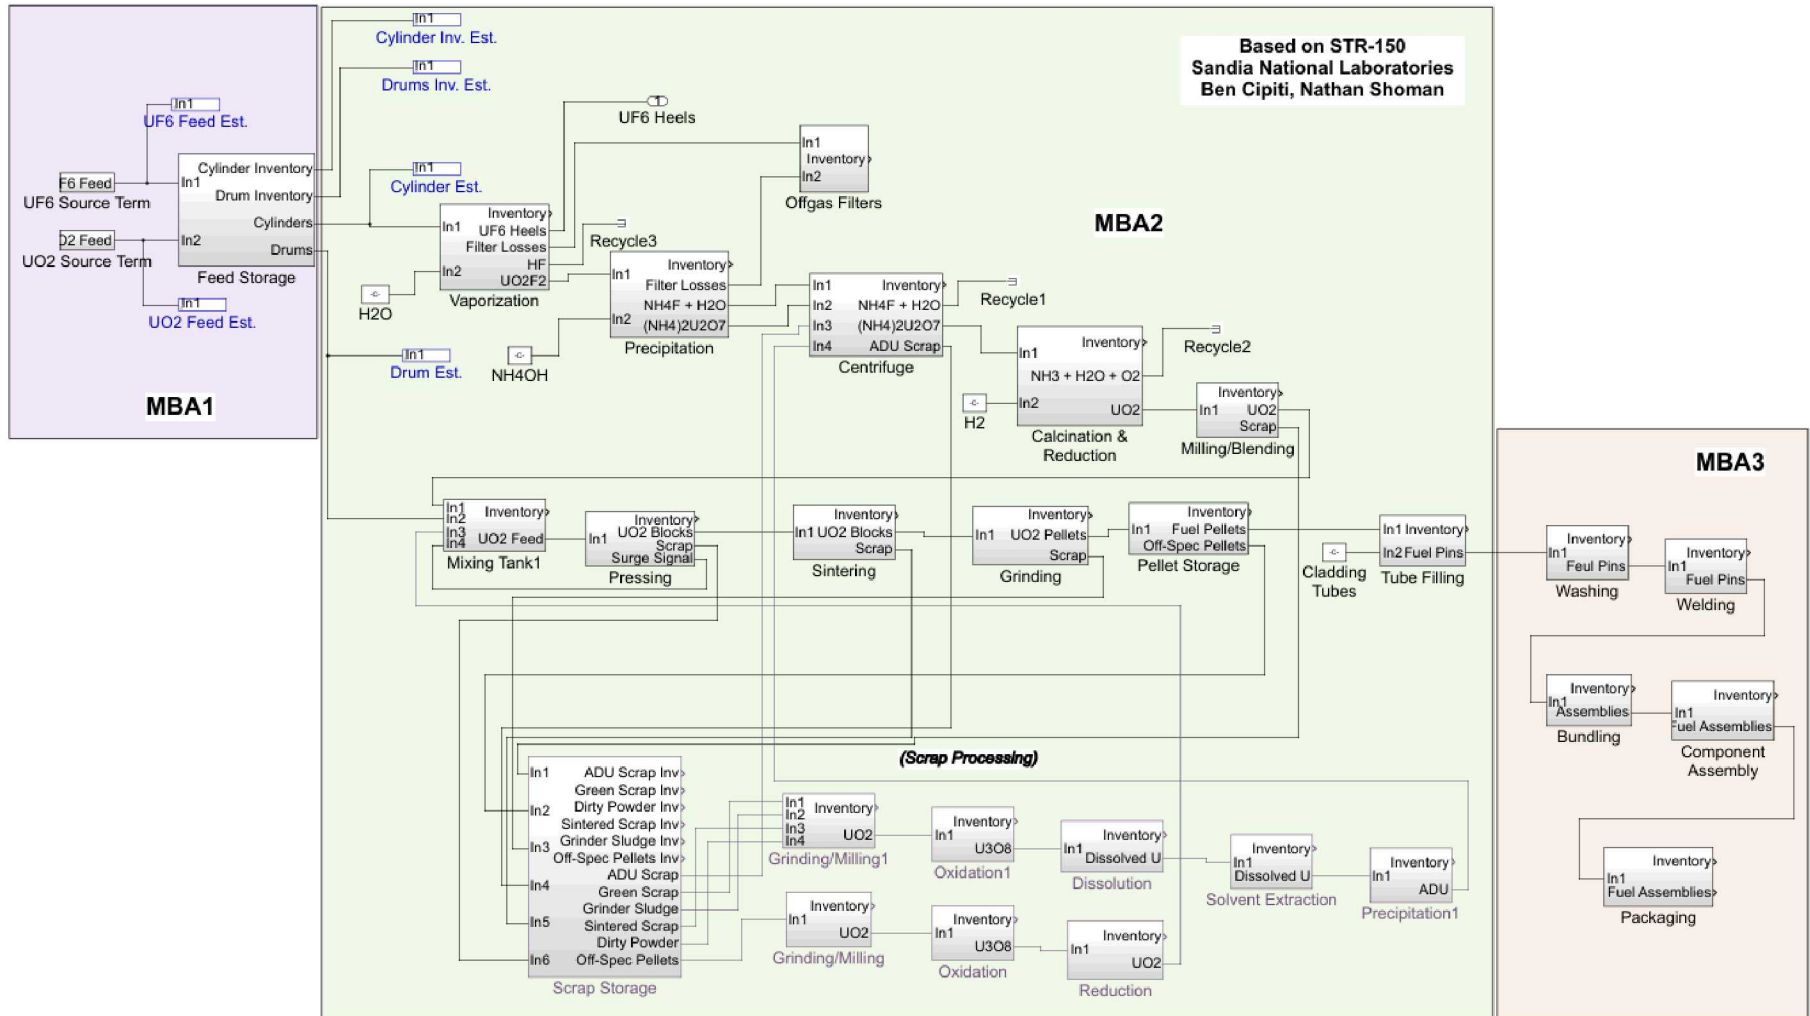 In1
Cylinder Inv. Est.
In1
Drums Inv. Est.
Based on STR-150
Sandia National Laboratories
Ben Cipiti, Nathan Shoman
In1
UF6 Feed Est.
1
UF6 Heels
F6 Feed
UF6 Source Term
UO2 Source Term
In1
In2
Cylinder Inventory
Drum Inventory
Cylinders
Drums
Feed Storage
In1
UO2 Feed Est.
MBA1
In1
Cylinder Est.
In1
Drum Est.
In1
In2
Inventory
UF6 Heels
Filter Losses
HF
UO2F2
Vaporization
-C-
H2O
Recycle3
In1
Inventory
In2
Offgas Filters
MBA2
In1
In2
Inventory
Filter Losses
NH4F + H2O
(NH4)2U2O7
Precipitation
-C-
NH4OH
In1
In2
In3
In4
Inventory
NH4F + H2O
(NH4)2U2O7
ADU Scrap
Centrifuge
Recycle1
In1
In2
Inventory
NH3 + H2O + O2
UO2
Calcination &
Reduction
-C-
H2
Recycle2
In1
Inventory
UO2
Scrap
Milling/Blending
In1
In2
In3
In4
Inventory
UO2 Feed
Mixing Tank1
In1
Inventory
UO2 Blocks
Scrap
Surge Signal
Pressing
Inventory
In1 UO2 Blocks
Scrap
Sintering
Inventory
In1
UO2 Pellets
Scrap
Grinding
Inventory
In1
Fuel Pellets
Off-Spec Pellets
Pellet Storage
-C-
Cladding
Tubes
In1 Inventory
In2 Fuel Pins
Tube Filling
MBA3
Inventory
In1
Feul Pins
Washing
Inventory
In1
Fuel Pins
Welding
Inventory
In1
Assemblies
Bundling
Inventory
In1
Fuel Assemblies
Component
Assembly
Inventory
In1
Fuel Assemblies
Packaging
(Scrap Processing)
In1
In2
In3
In4
In5
In6
ADU Scrap Inv
Green Scrap Inv
Dirty Powder Inv
Sintered Scrap Inv
Grinder Sludge Inv
Off-Spec Pellets Inv
ADU Scrap
Green Scrap
Grinder Sludge
Sintered Scrap
Dirty Powder
Off-Spec Pellets
Scrap Storage
In1
In2
In3
In4
Inventory
UO2
Grinding/Milling1
Inventory
In1
U3O8
Oxidation1
Inventory
In1
Dissolved U
Dissolution
Inventory
In1
Dissolved U
Solvent Extraction
Inventory
In1
ADU
Precipitation1
Inventory
In1
UO2
Grinding/Milling
Inventory
In1
U3O8
Oxidation
Inventory
In1
UO2
Reduction